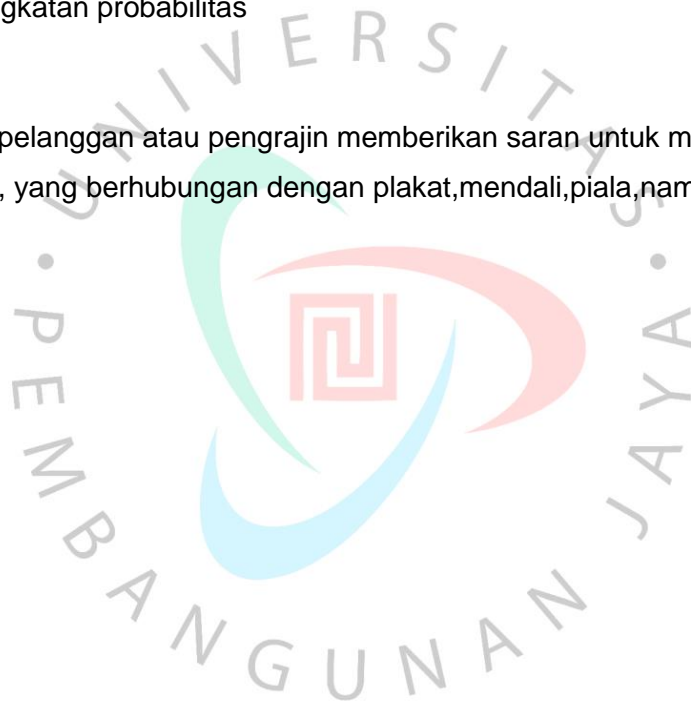 gkatan probabilitas
pelanggan atau pengrajin memberikan saran untuk m
, yang berhubungan dengan plakat,mendali,piala,nam
UNIVERSITAS
PEMBANGUNAN JAYA